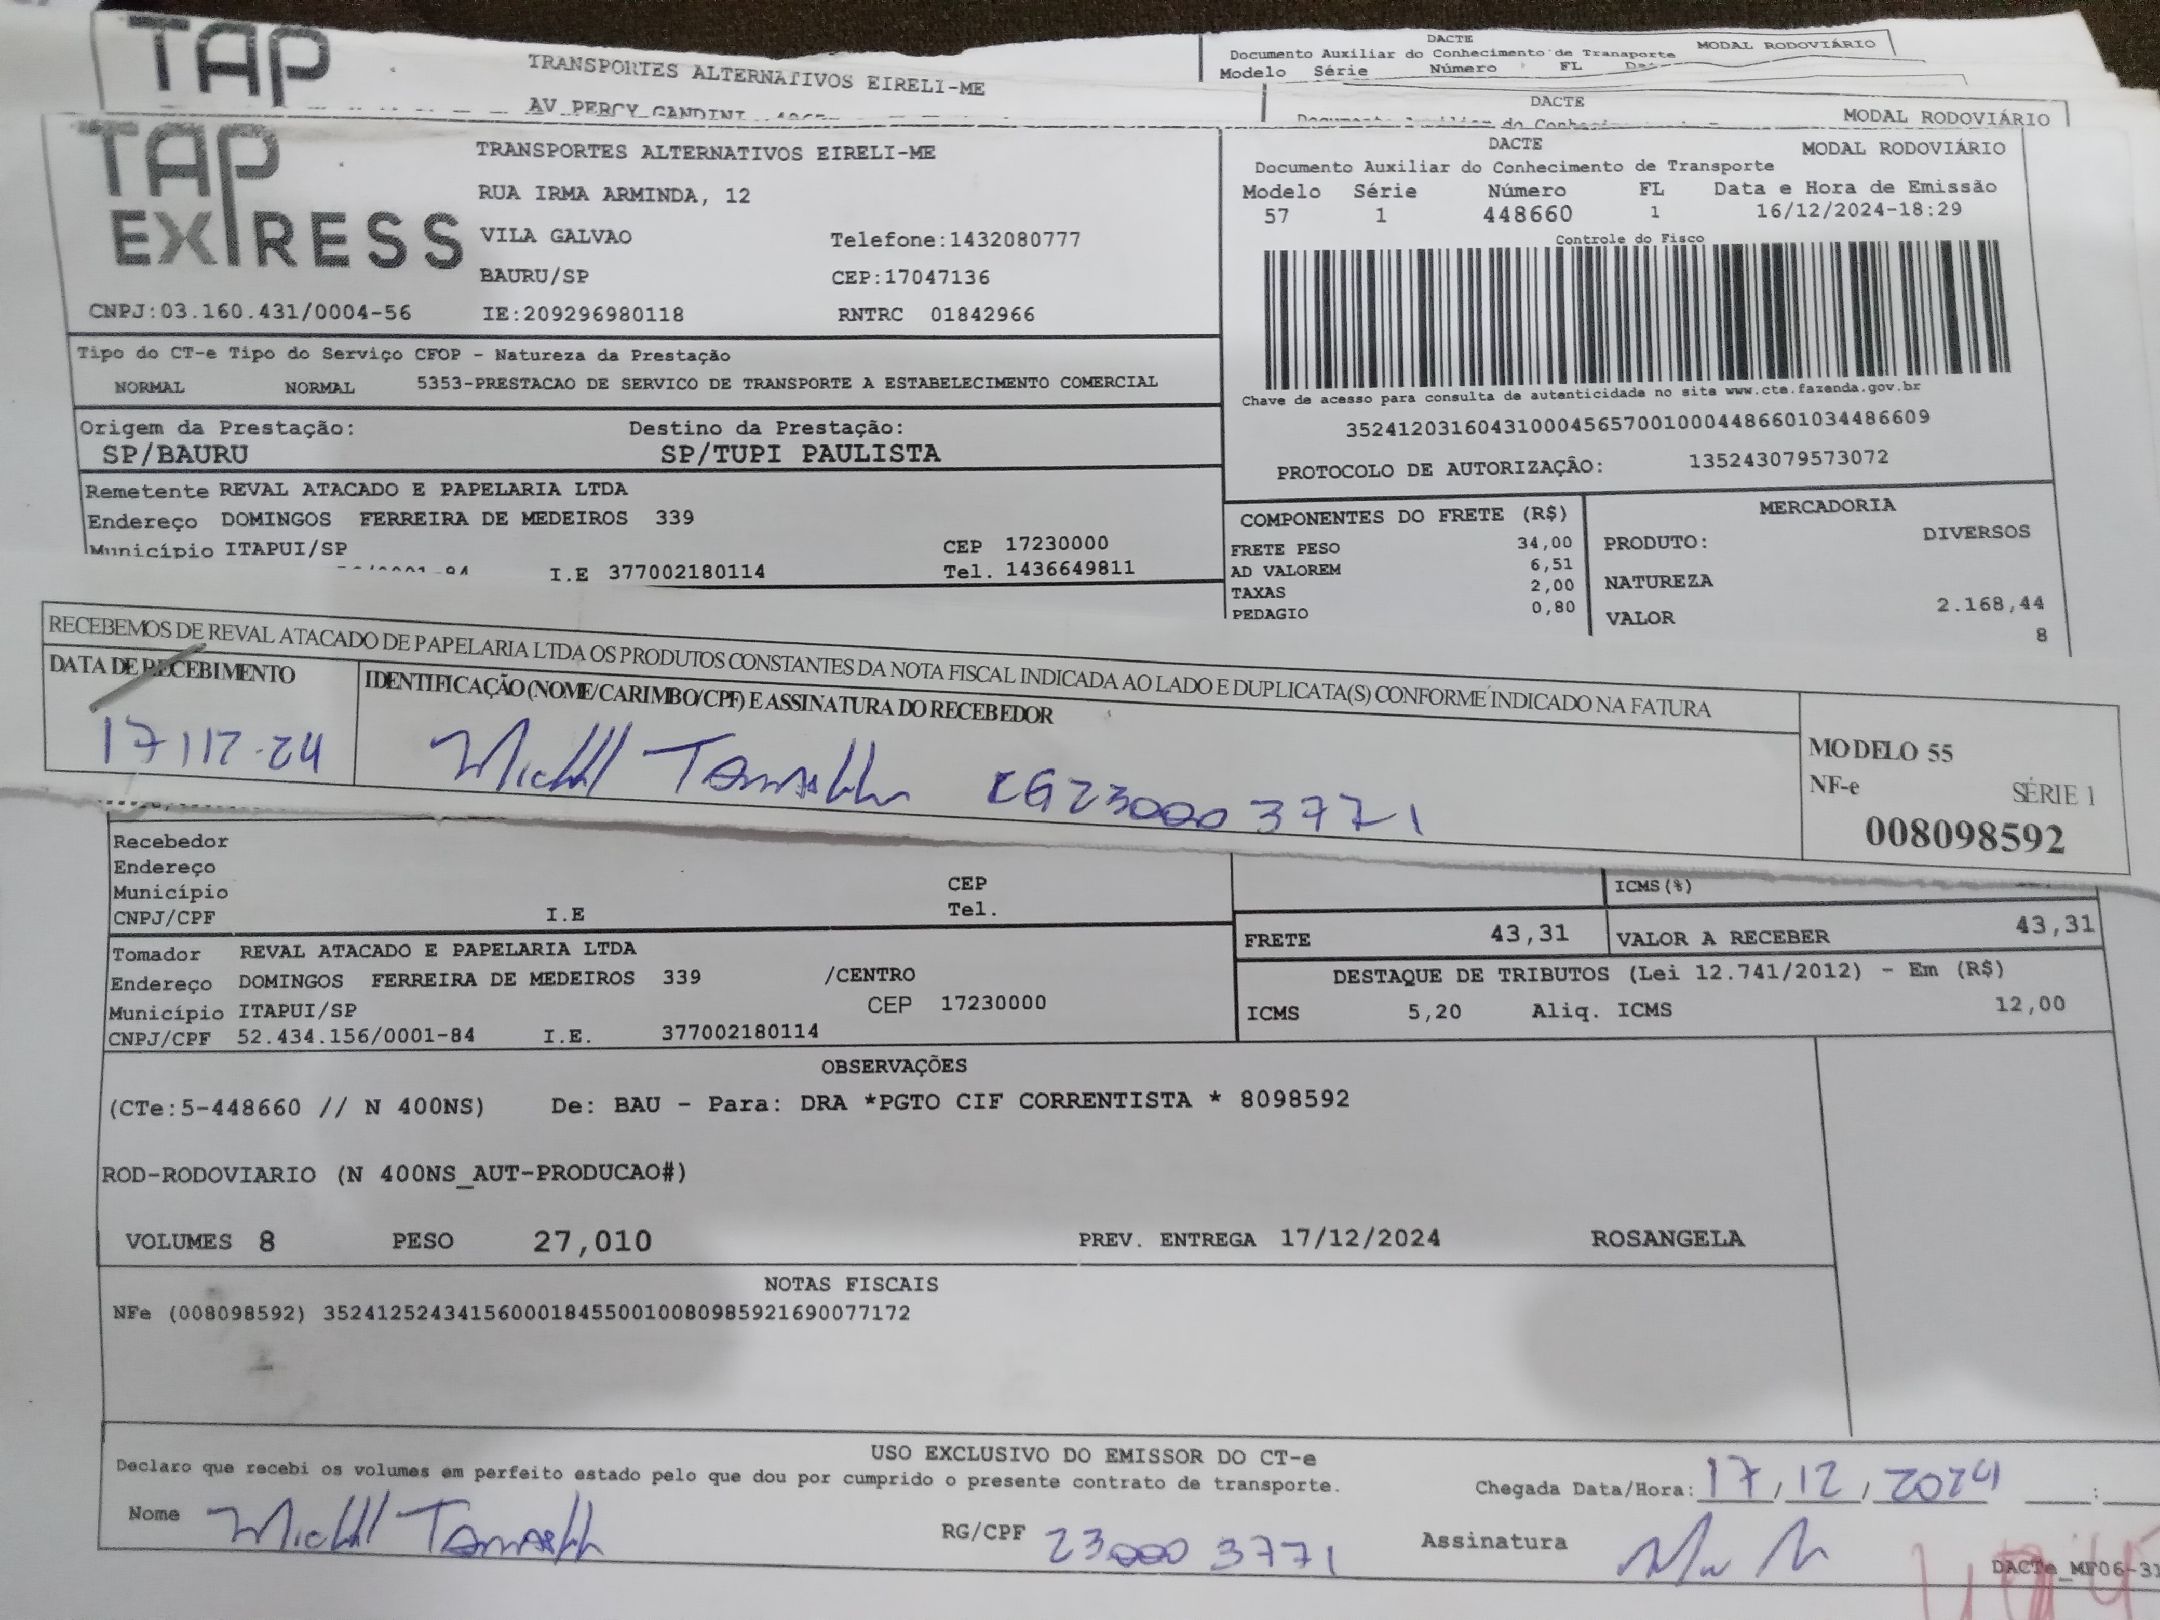 TAP
TRANSPORTES ALTERNATIVOS EIRELI-ME
AV PERCY GANDINI
DACTE
Documento Auxiliar do Conhecimento de Transporte
MODAL RODOVIÁRIO
Modelo Série Número FL
DACTE
MODAL RODOVIÁRIO
TAP EXPRESS
TRANSPORTES ALTERNATIVOS EIRELI-ME
RUA IRMA ARMINDA, 12
VILA GALVAO Telefone:1432080777
BAURU/SP CEP:17047136
CNPJ:03.160.431/0004-56 IE:209296980118 RNTRC 01842966
DACTE
MODAL RODOVIÁRIO
Documento Auxiliar do Conhecimento de Transporte
Modelo Série Número FL Data e Hora de Emissão
57 1 448660 1 16/12/2024-18:29
Controle do Fisco
Chave de acesso para consulta de autenticidade no site www.cte.fazenda.gov.br
35241203160431000456570010004486601034486609
PROTOCOLO DE AUTORIZAÇÃO: 135243079573072
Tipo do CT-e Tipo do Serviço CFOP - Natureza da Prestação
NORMAL NORMAL 5353-PRESTACAO DE SERVICO DE TRANSPORTE A ESTABELECIMENTO COMERCIAL
Origem da Prestação: Destino da Prestação:
SP/BAURU SP/TUPI PAULISTA
Remetente REVAL ATACADO E PAPELARIA LTDA
Endereço DOMINGOS FERREIRA DE MEDEIROS 339
Município ITAPUI/SP CEP 17230000
I.E 377002180114 Tel. 1436649811
COMPONENTES DO FRETE (R$)
FRETE PESO 34,00
AD VALOREM 6,51
TAXAS 2,00
PEDAGIO 0,80
MERCADORIA
PRODUTO: DIVERSOS
NATUREZA
VALOR 2.168,44
8
RECEBEMOS DE REVAL ATACADO DE PAPELARIA LTDA OS PRODUTOS CONSTANTES DA NOTA FISCAL INDICADA AO LADO E DUPLICATA(S) CONFORME INDICADO NA FATURA
DATA DE RECEBIMENTO
IDENTIFICAÇÃO (NOME/CARIMBO/CPF) E ASSINATURA DO RECEBEDOR
17/12-24
23000 3771
MODELO 55
NF-e SÉRIE 1
008098592
Recebedor
Endereço
Município CEP
CNPJ/CPF I.E Tel.
ICMS(%)
FRETE 43,31 VALOR A RECEBER 43,31
Tomador REVAL ATACADO E PAPELARIA LTDA
Endereço DOMINGOS FERREIRA DE MEDEIROS 339 /CENTRO
Município ITAPUI/SP CEP 17230000
CNPJ/CPF 52.434.156/0001-84 I.E. 377002180114
DESTAQUE DE TRIBUTOS (Lei 12.741/2012) - Em (R$)
ICMS 5,20 Aliq. ICMS 12,00
OBSERVAÇÕES
(CTe:5-448660 // N 400NS) De: BAU - Para: DRA *PGTO CIF CORRENTISTA * 8098592
ROD-RODOVIARIO (N 400NS_AUT-PRODUCAO#)
VOLUMES 8 PESO 27,010 PREV. ENTREGA 17/12/2024 ROSANGELA
NOTAS FISCAIS
NFe (008098592) 35241252434156000184550010080985921690077172
USO EXCLUSIVO DO EMISSOR DO CT-e
Declaro que recebi os volumes em perfeito estado pelo que dou por cumprido o presente contrato de transporte.
Chegada Data/Hora: 17/12/2024 :
Nome
RG/CPF 23000 3771
Assinatura
DACTe_MF06-31